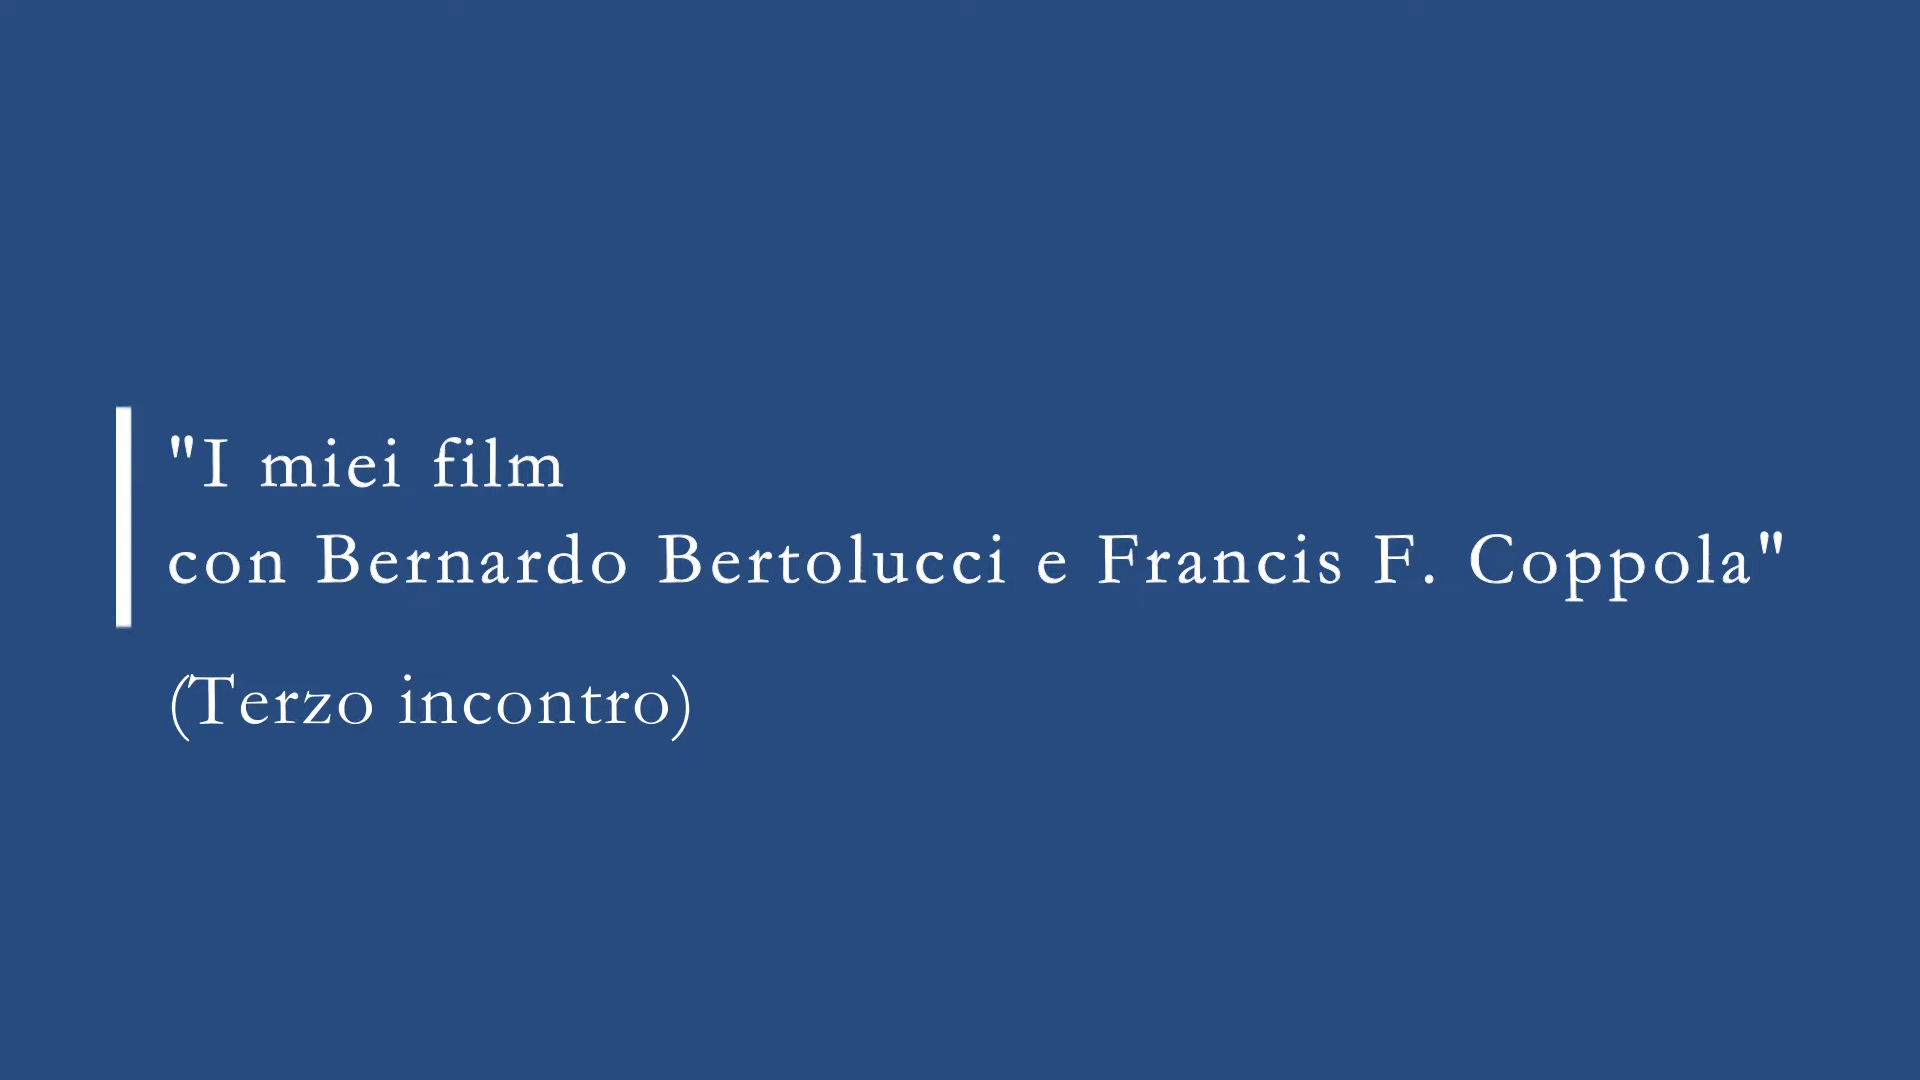 "I miei film
con Bernardo Bertolucci e Francis F. Coppola"
(Terzo incontro)